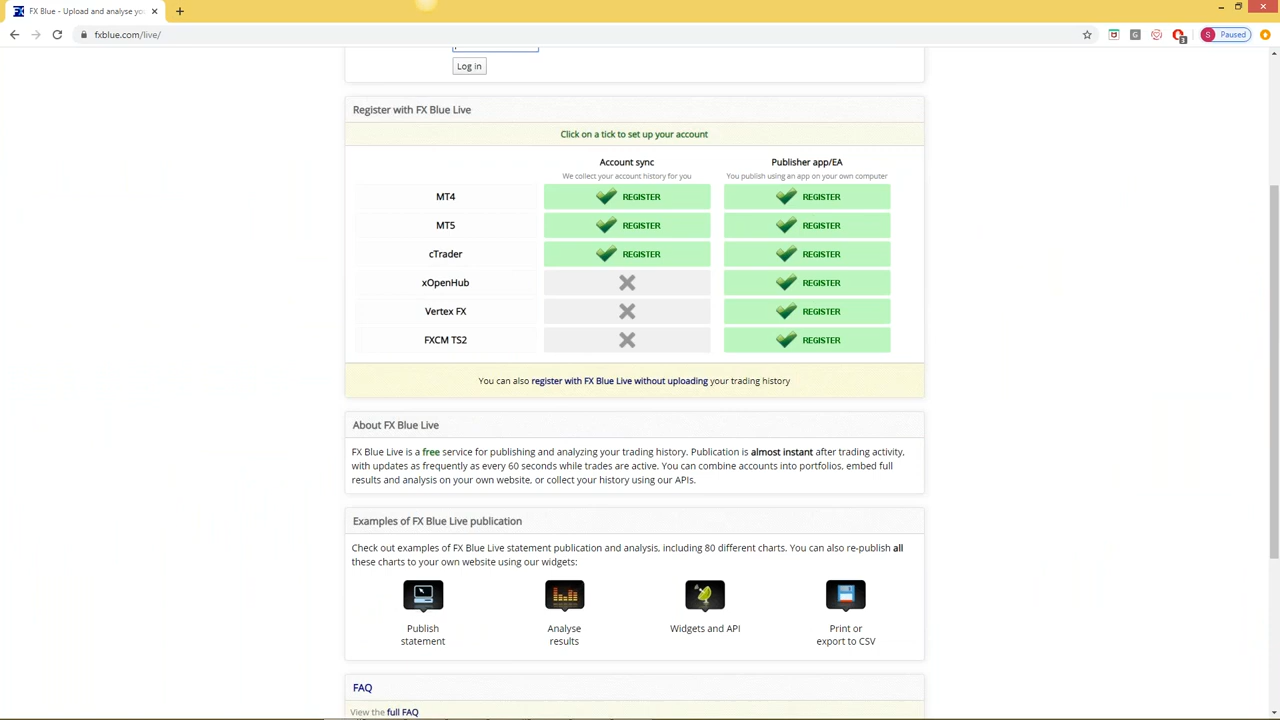 FX Blue - Upload and analyse yo
fxblue.com/live/
S Paused
3
Log in
Register with FX Blue Live
Click on a tick to set up your account
Account sync Publisher app/EA
We collect your account history for you You publish using an app on your own computer
MT4 REGISTER REGISTER
MT5 REGISTER REGISTER
cTrader REGISTER REGISTER
xOpenHub REGISTER
Vertex FX REGISTER
FXCM TS2 REGISTER
You can also register with FX Blue Live without uploading your trading history
About FX Blue Live
FX Blue Live is a free service for publishing and analyzing your trading history. Publication is almost instant after trading activity,
with updates as frequently as every 60 seconds while trades are active. You can combine accounts into portfolios, embed full
results and analysis on your own website, or collect your history using our APIs.
Examples of FX Blue Live publication
Check out examples of FX Blue Live statement publication and analysis, including 80 different charts. You can also re-publish all
these charts to your own website using our widgets:
Publish statement
Analyse results
Widgets and API
Print or export to CSV
FAQ
View the full FAQ